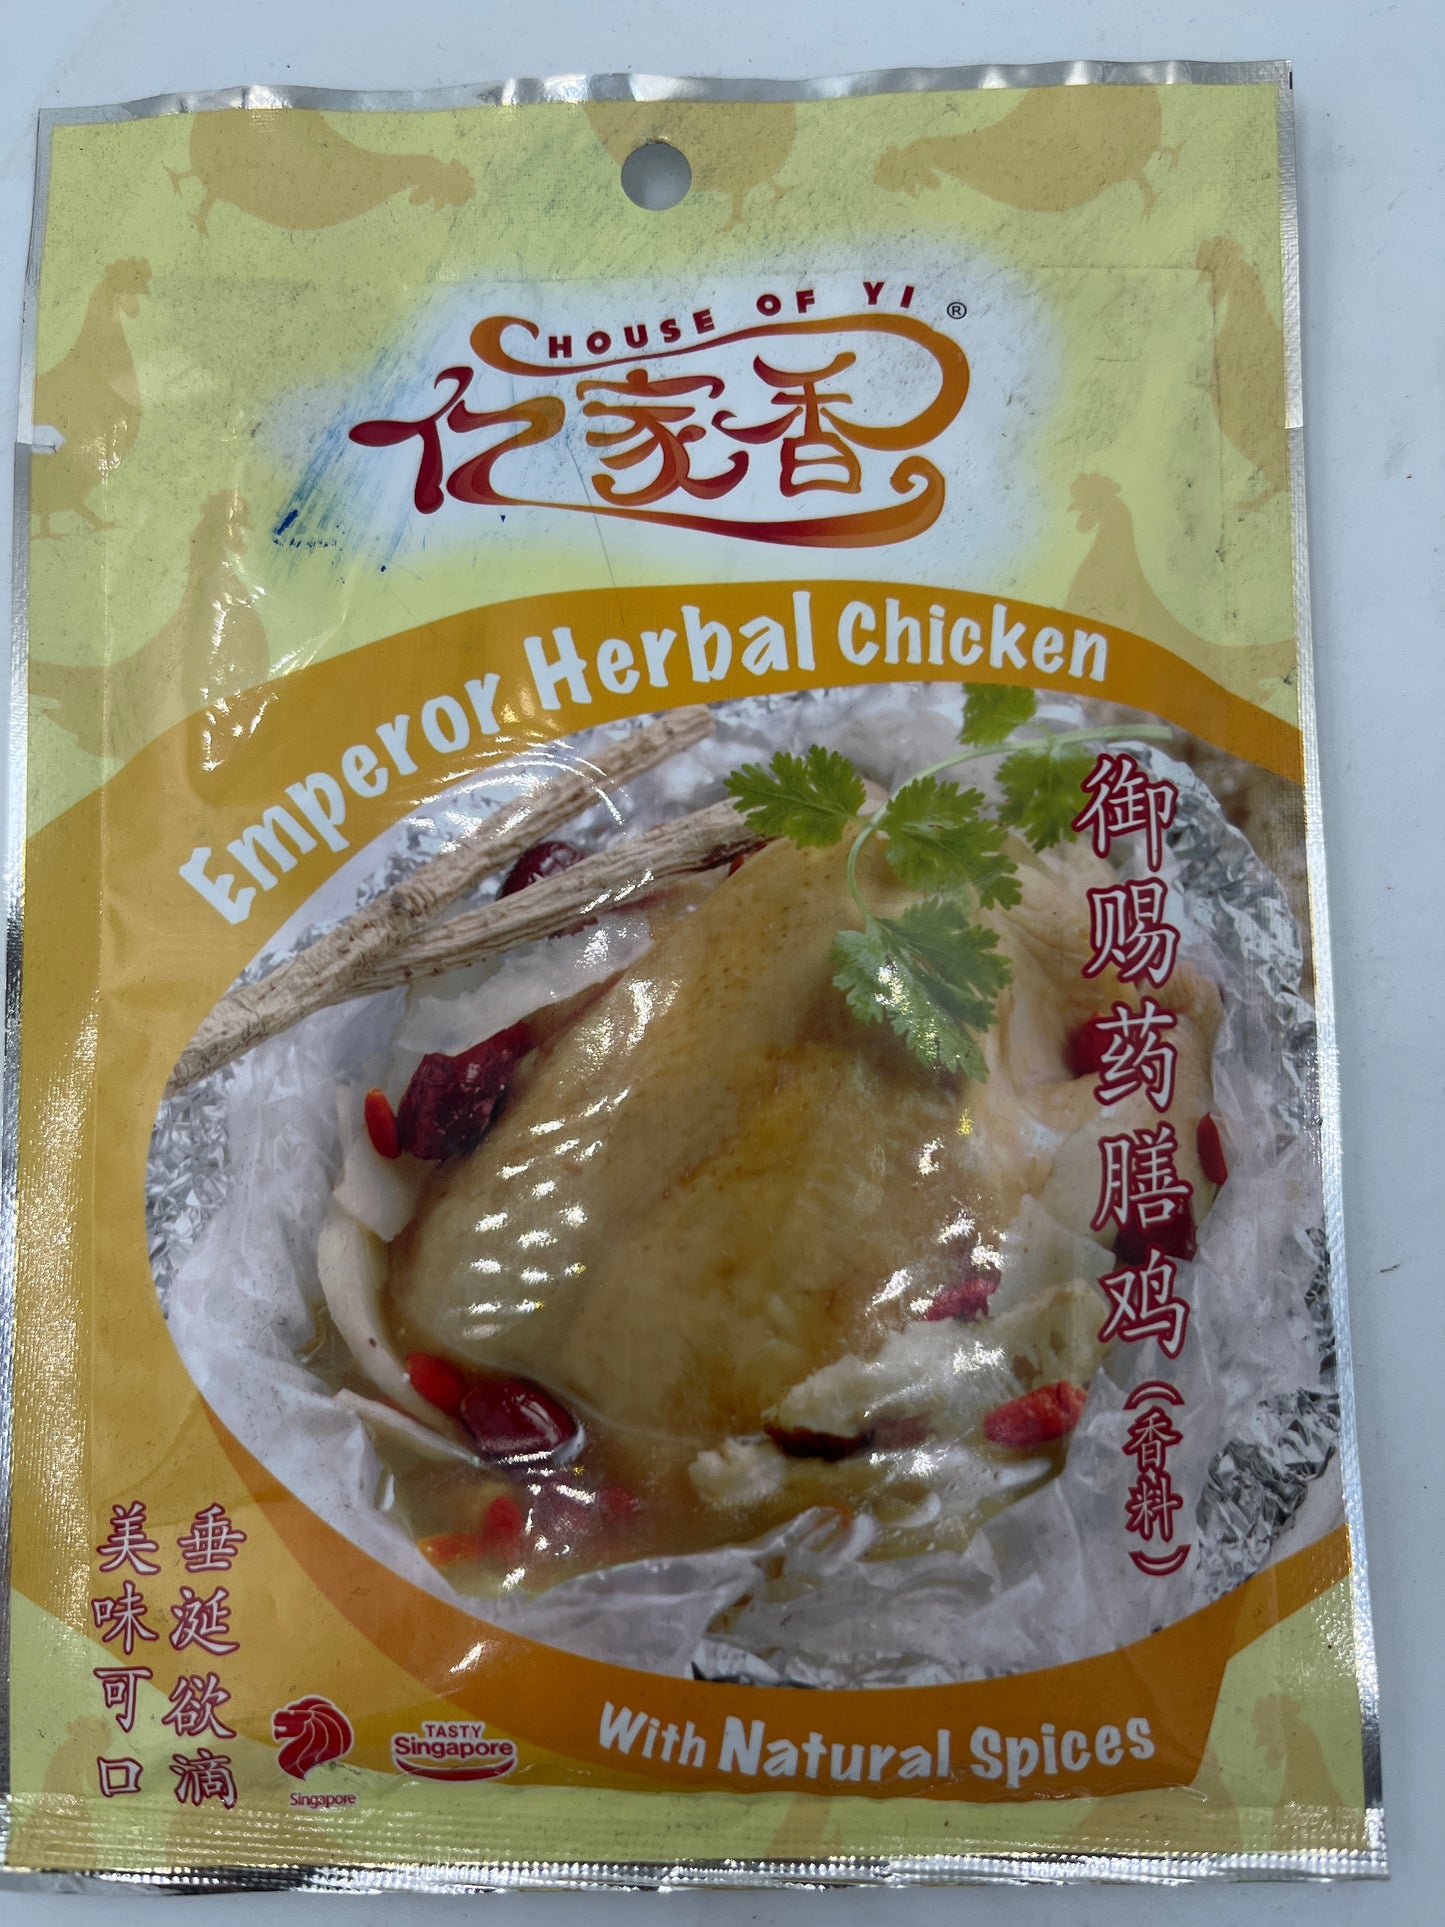 HOUSE OF YI ®
亿家香
Emperor Herbal Chicken
御赐药膳鸡（香料）
垂涎欲滴
美味可口
Singapore
TASTY
Singapore
With Natural Spices